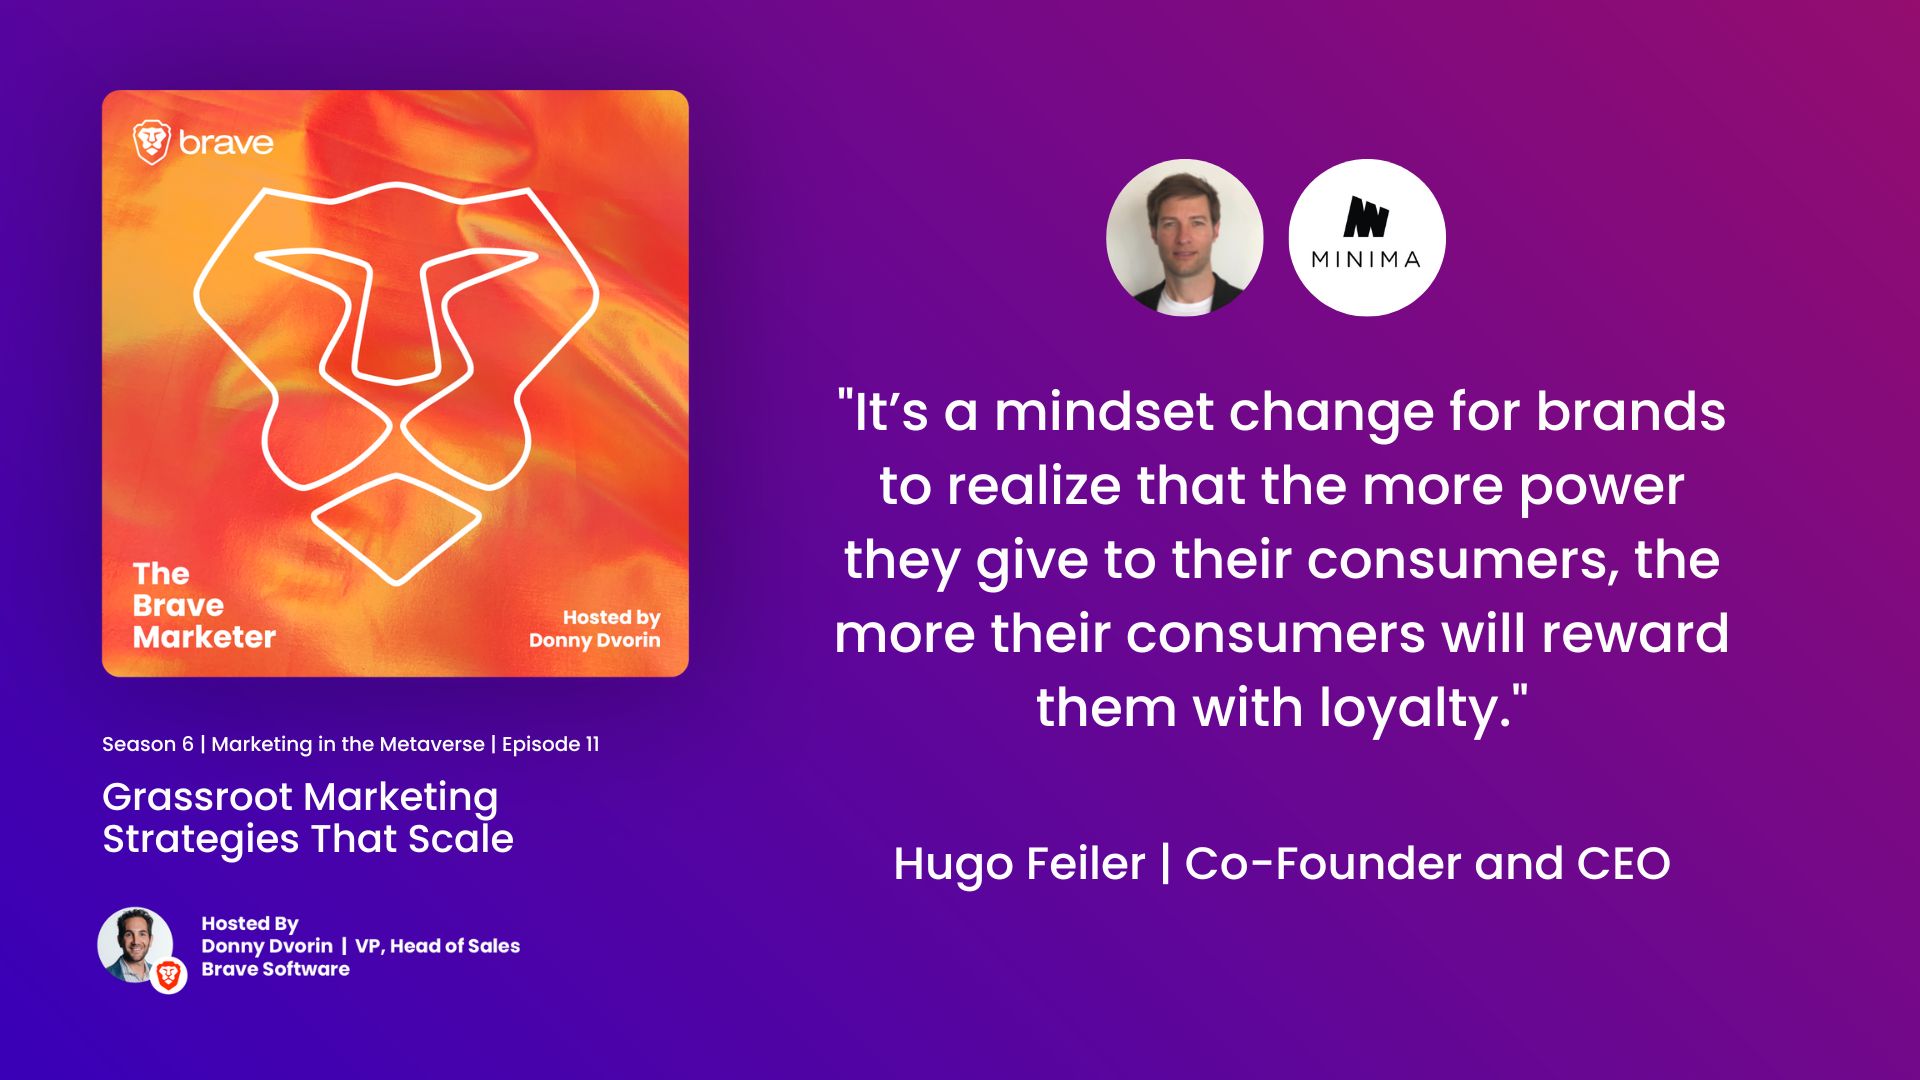 brave
The
Brave
Marketer
Hosted by
Donny Dvorin
Season 6 | Marketing in the Metaverse | Episode 11
Grassroot Marketing
Strategies That Scale
Hosted By
Donny Dvorin | VP, Head of Sales
Brave Software
MINIMA
"It’s a mindset change for brands
to realize that the more power
they give to their consumers, the
more their consumers will reward
them with loyalty."
Hugo Feiler | Co-Founder and CEO